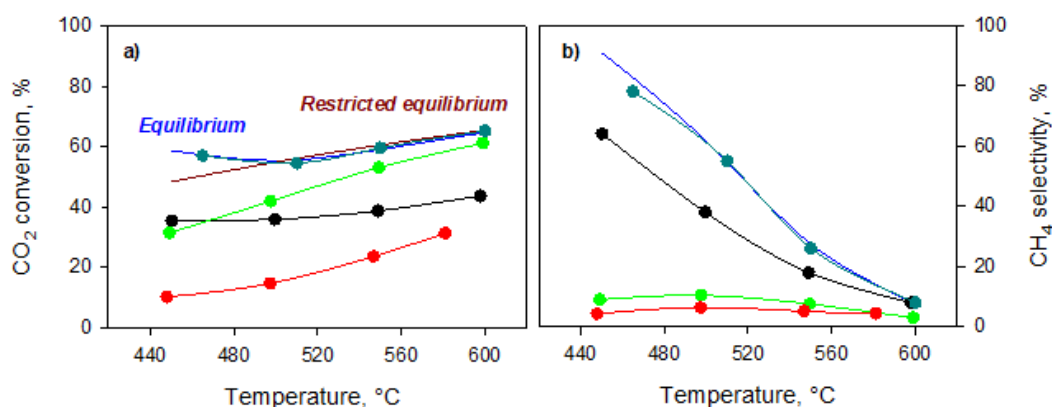 100 100
a) b)
80 80
Restricted equilibrium
Equilibrium
60 60
40 40
20 20
0 0
CO2 conversion, %
CH4 selectivity, %
440 480 520 560 600 440 480 520 560 600
Temperature, °C Temperature, °C